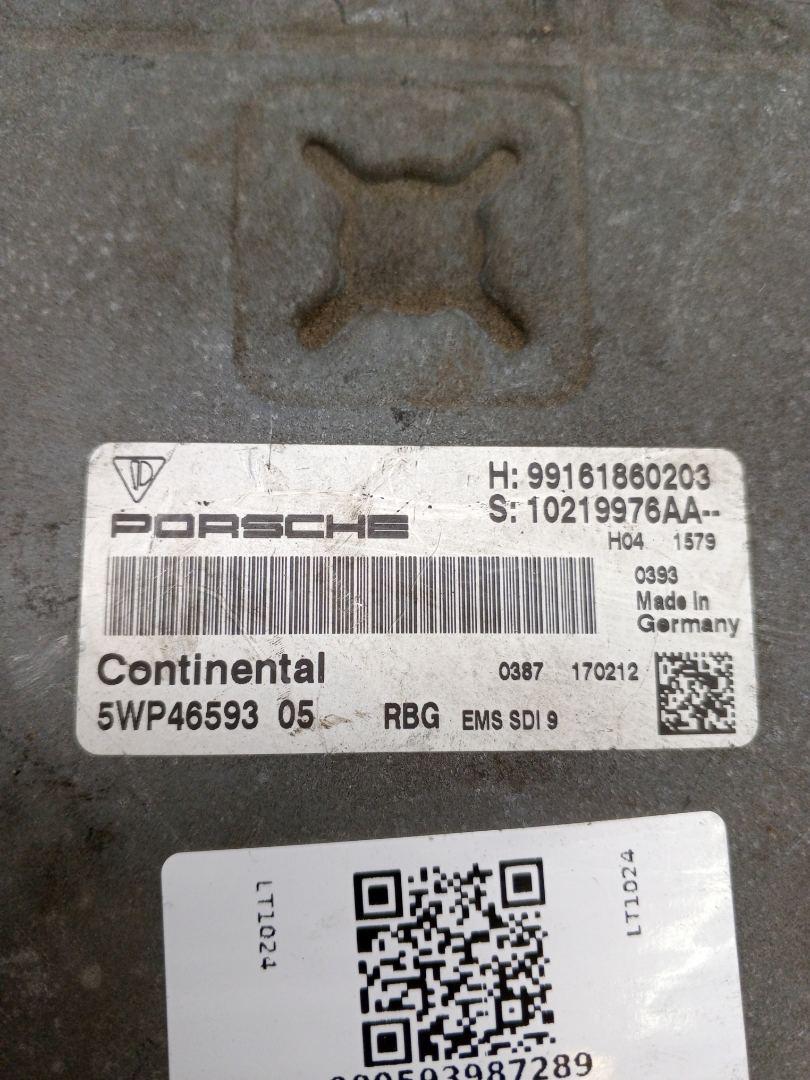 H: 99161860203
PORSCHE
S: 10219976AA--
H04 1579
0393
Made in
Germany
Continental
0387 170212
5WP46593 05 RBG EMS SDI 9
LT1024
LT1024
000593987289